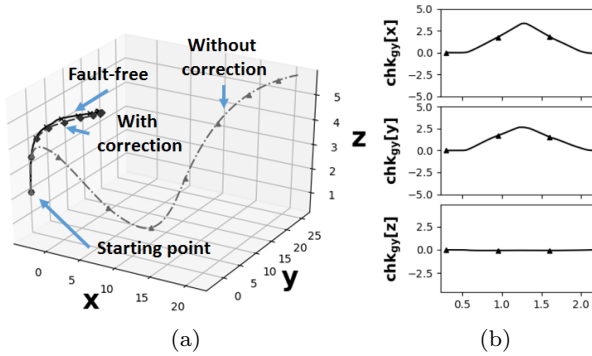 Without
correction
Fault-free
With
correction
Starting point
z
5
4
3
2
1
0
5
10
15
20
x
0
5
10
15
20
25
y
(a)
chk_gy[x]
5.0
2.5
0.0
−2.5
−5.0
chk_gy[y]
5.0
2.5
0.0
−2.5
−5.0
chk_gy[z]
2.5
0.0
−2.5
0.5
1.0
1.5
2.0
(b)